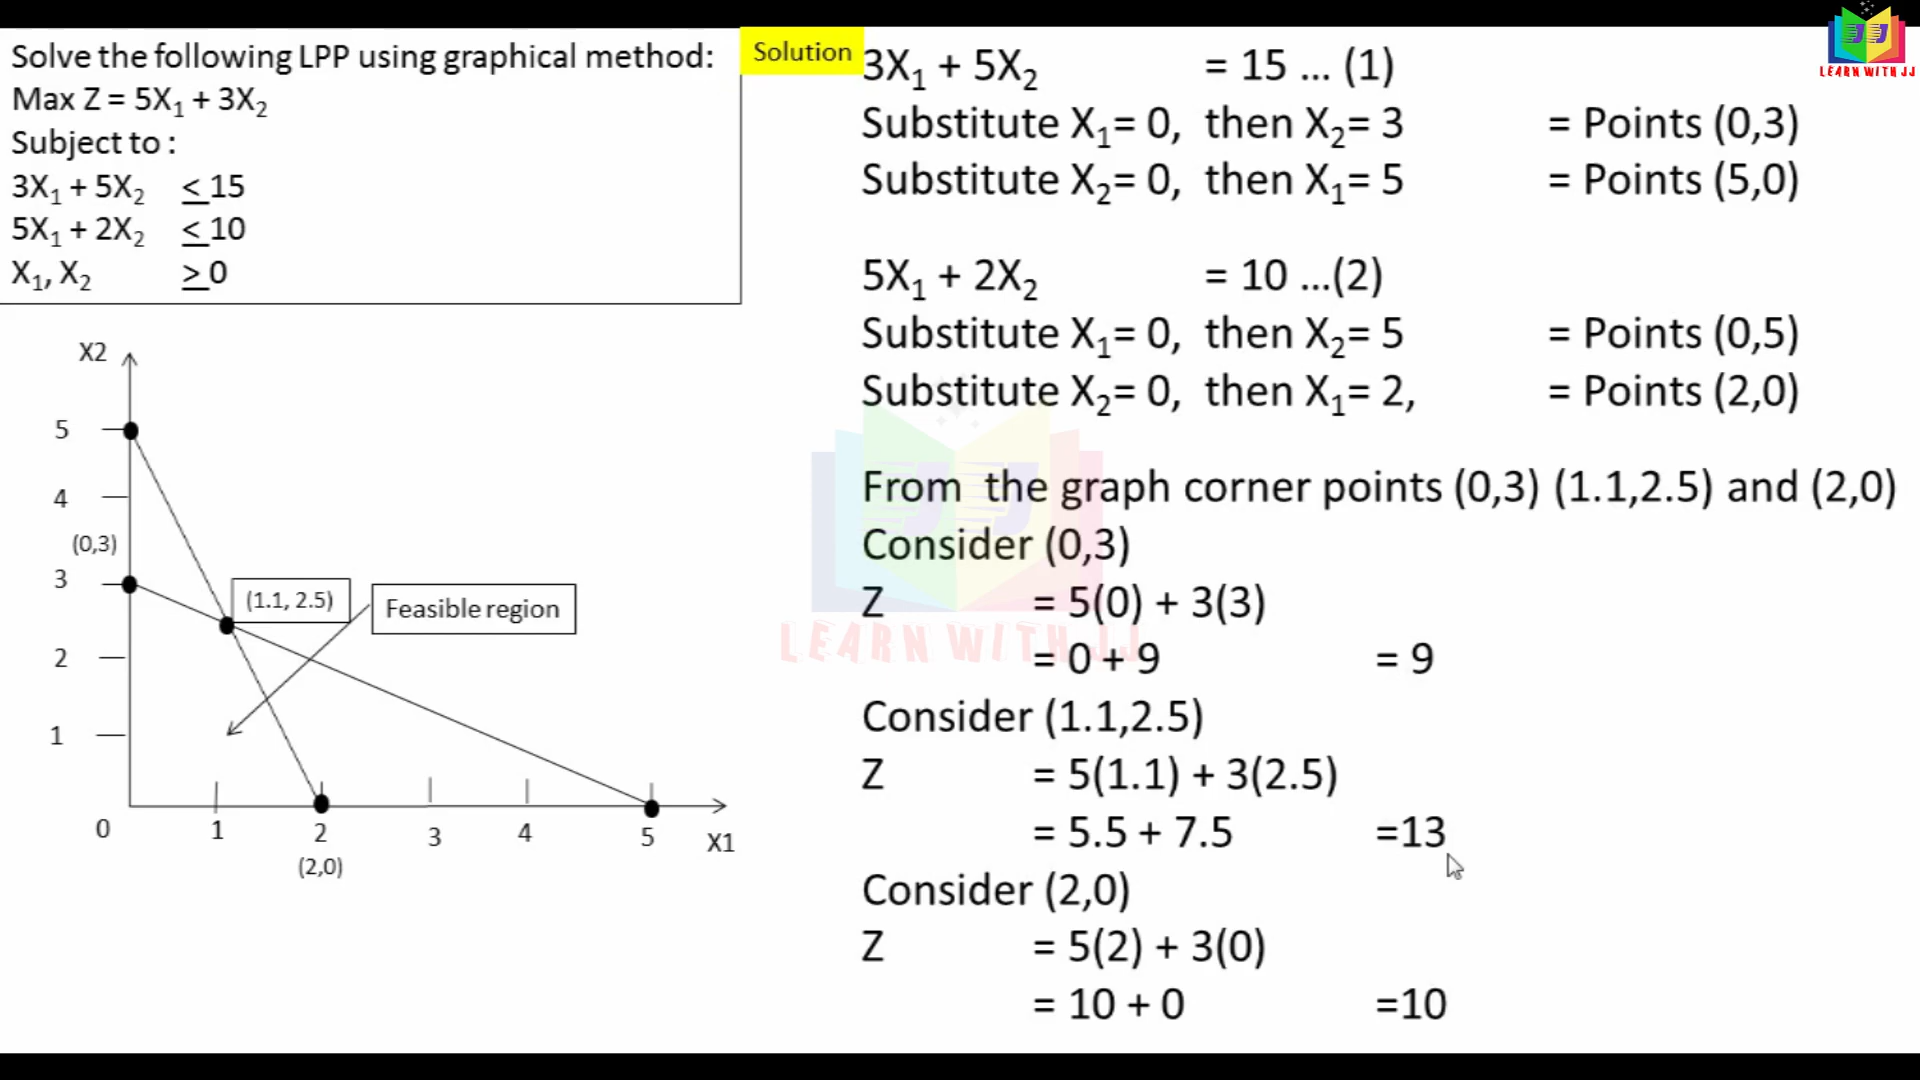 Solve the following LPP using graphical method:
Max Z = 5X₁ + 3X₂
Subject to :
3X₁ + 5X₂ < 15
5X₁ + 2X₂ < 10
X₁, X₂ > 0
X2
5
4
(0,3)
3
(1.1, 2.5)
Feasible region
2
1
0 1 2 3 4 5 X1
(2,0)
Solution
3X₁ + 5X₂ = 15 ... (1)
Substitute X₁= 0, then X₂= 3 = Points (0,3)
Substitute X₂= 0, then X₁= 5 = Points (5,0)
5X₁ + 2X₂ = 10 ...(2)
Substitute X₁= 0, then X₂= 5 = Points (0,5)
Substitute X₂= 0, then X₁= 2, = Points (2,0)
From the graph corner points (0,3) (1.1,2.5) and (2,0)
Consider (0,3)
Z = 5(0) + 3(3)
= 0 + 9 = 9
Consider (1.1,2.5)
Z = 5(1.1) + 3(2.5)
= 5.5 + 7.5 =13
Consider (2,0)
Z = 5(2) + 3(0)
= 10 + 0 =10
JJ
LEARN WITH JJ
JJ
LEARN WITH JJ